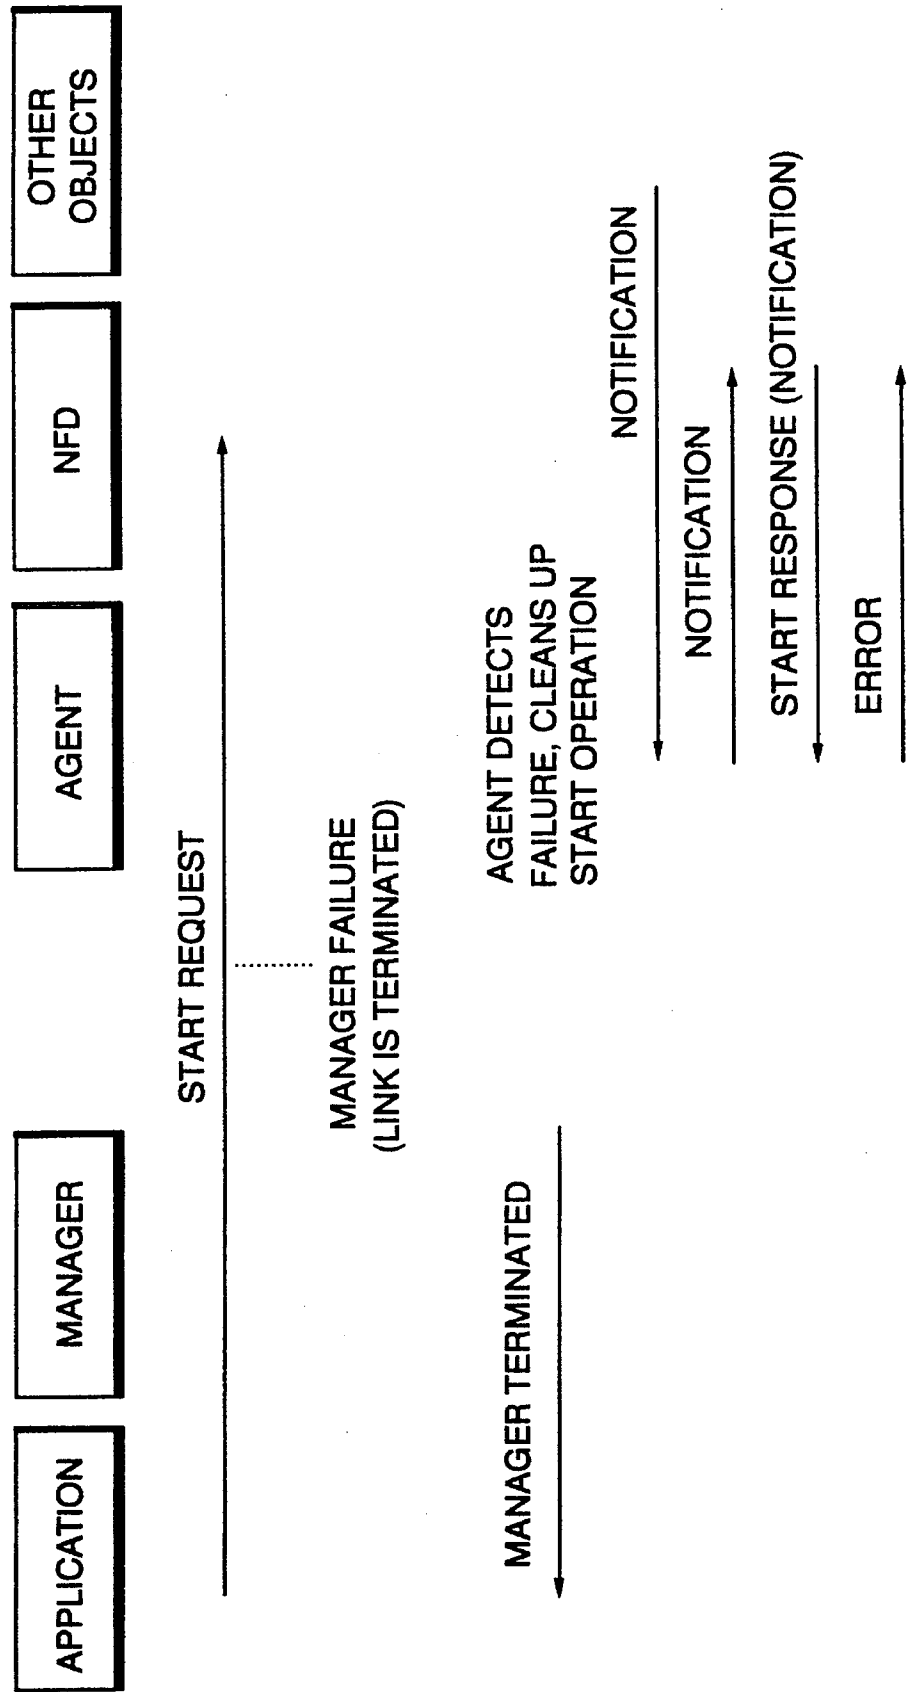 APPLICATION
MANAGER
AGENT
NFD
OTHER
OBJECTS
START REQUEST
MANAGER FAILURE
(LINK IS TERMINATED)
MANAGER TERMINATED
AGENT DETECTS
FAILURE, CLEANS UP
START OPERATION
NOTIFICATION
NOTIFICATION
START RESPONSE (NOTIFICATION)
ERROR